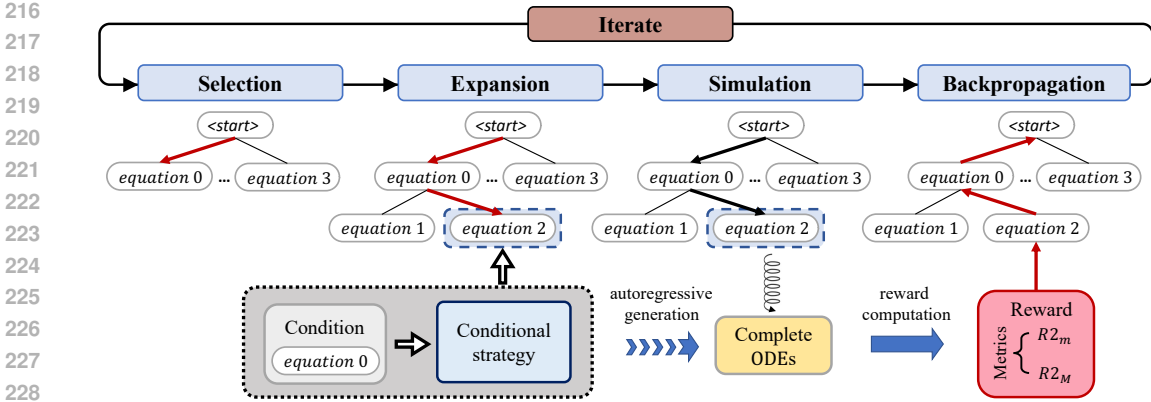 216
217
218
219
220
221
222
223
224
225
226
227
228
Iterate
Selection
Expansion
Simulation
Backpropagation
<start>
equation 0 ... equation 3
<start>
equation 0 ... equation 3
equation 1
equation 2
<start>
equation 0 ... equation 3
equation 1
equation 2
<start>
equation 0 ... equation 3
equation 1
equation 2
Condition
equation 0
Conditional
strategy
autoregressive
generation
Complete
ODEs
reward
computation
Reward
Metrics
R2m
R2M